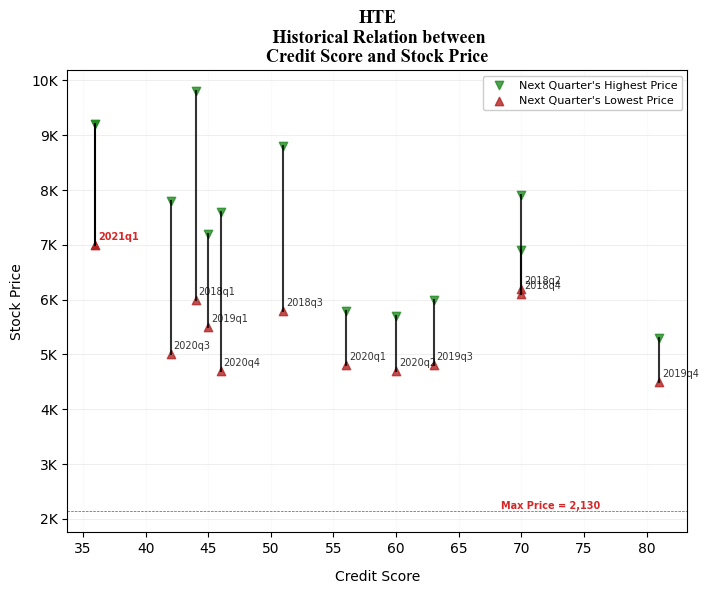 HTE
Historical Relation between
Credit Score and Stock Price
Next Quarter's Highest Price
Next Quarter's Lowest Price
10K
9K
8K
7K
6K
5K
4K
3K
2K
Stock Price
2021q1
2018q2
2018q4
2018q1
2018q3
2019q1
2020q3
2020q4
2020q1
2020q2
2019q3
2019q4
Max Price = 2,130
35 40 45 50 55 60 65 70 75 80
Credit Score